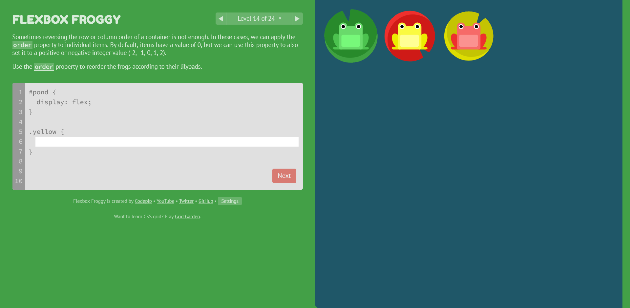 FLEXBOX FROGGY
◀ Level 14 of 24 ▾ ▶
Sometimes reversing the row or column order of a container is not enough. In these cases, we can apply the
order property to individual items. By default, items have a value of 0, but we can use this property to also
set it to a positive or negative integer value (-2, -1, 0, 1, 2).
Use the order property to reorder the frogs according to their lilypads.
1 #pond {
2 display: flex;
3 }
4
5 .yellow {
6
7 }
8
9
10
Next
Flexbox Froggy is created by Codepip • YouTube • Twitter • GitHub • Settings